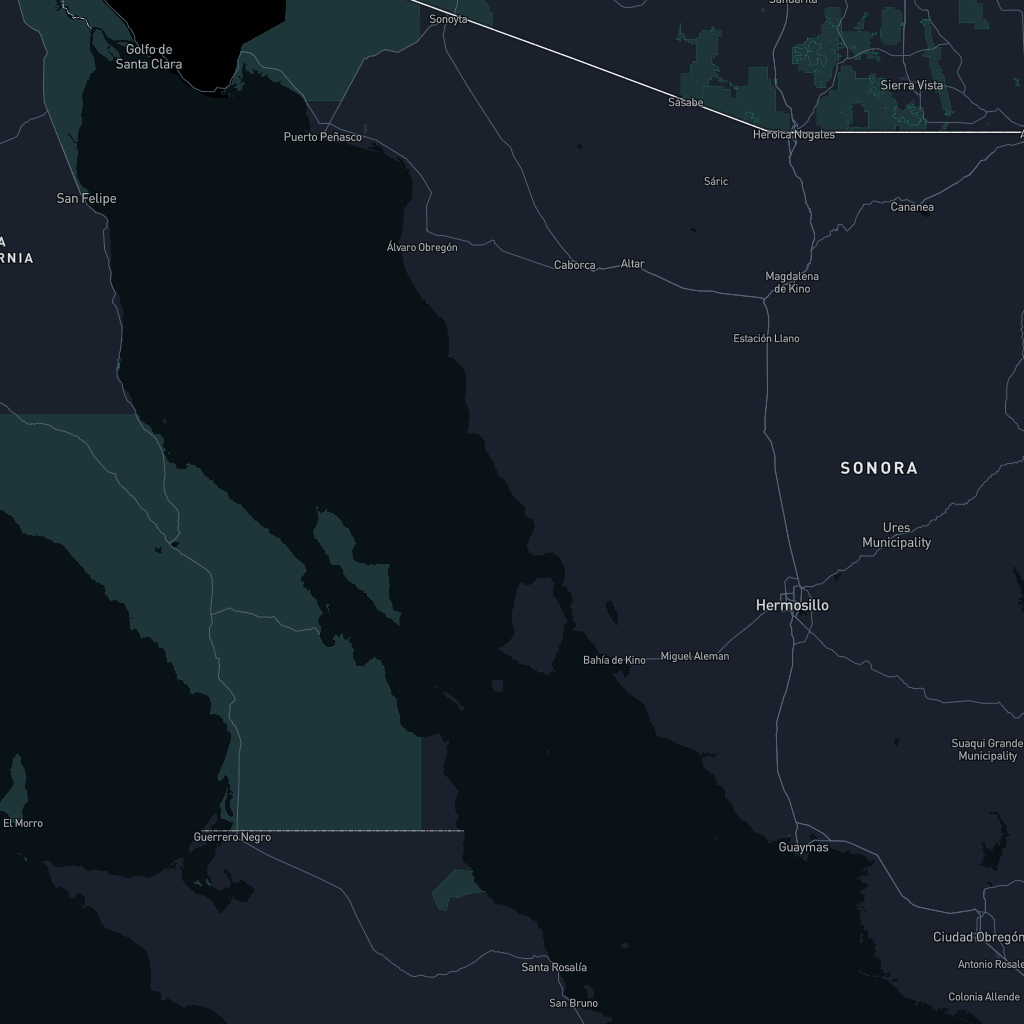 Sonoyta
Golfo de
Santa Clara
Sierra Vista
Sasabe
Puerto Peñasco
Heroica Nogales
Sáric
San Felipe
Cananea
RNIA
Álvaro Obregón
Caborca
Altar
Magdalena
de Kino
Estación Llano
SONORA
Ures
Municipality
Hermosillo
Bahía de Kino
Miguel Aleman
Suaqui Grande
Municipality
El Morro
Guerrero Negro
Guaymas
Ciudad Obregón
Santa Rosalía
Antonio Rosale
San Bruno
Colonia Allende